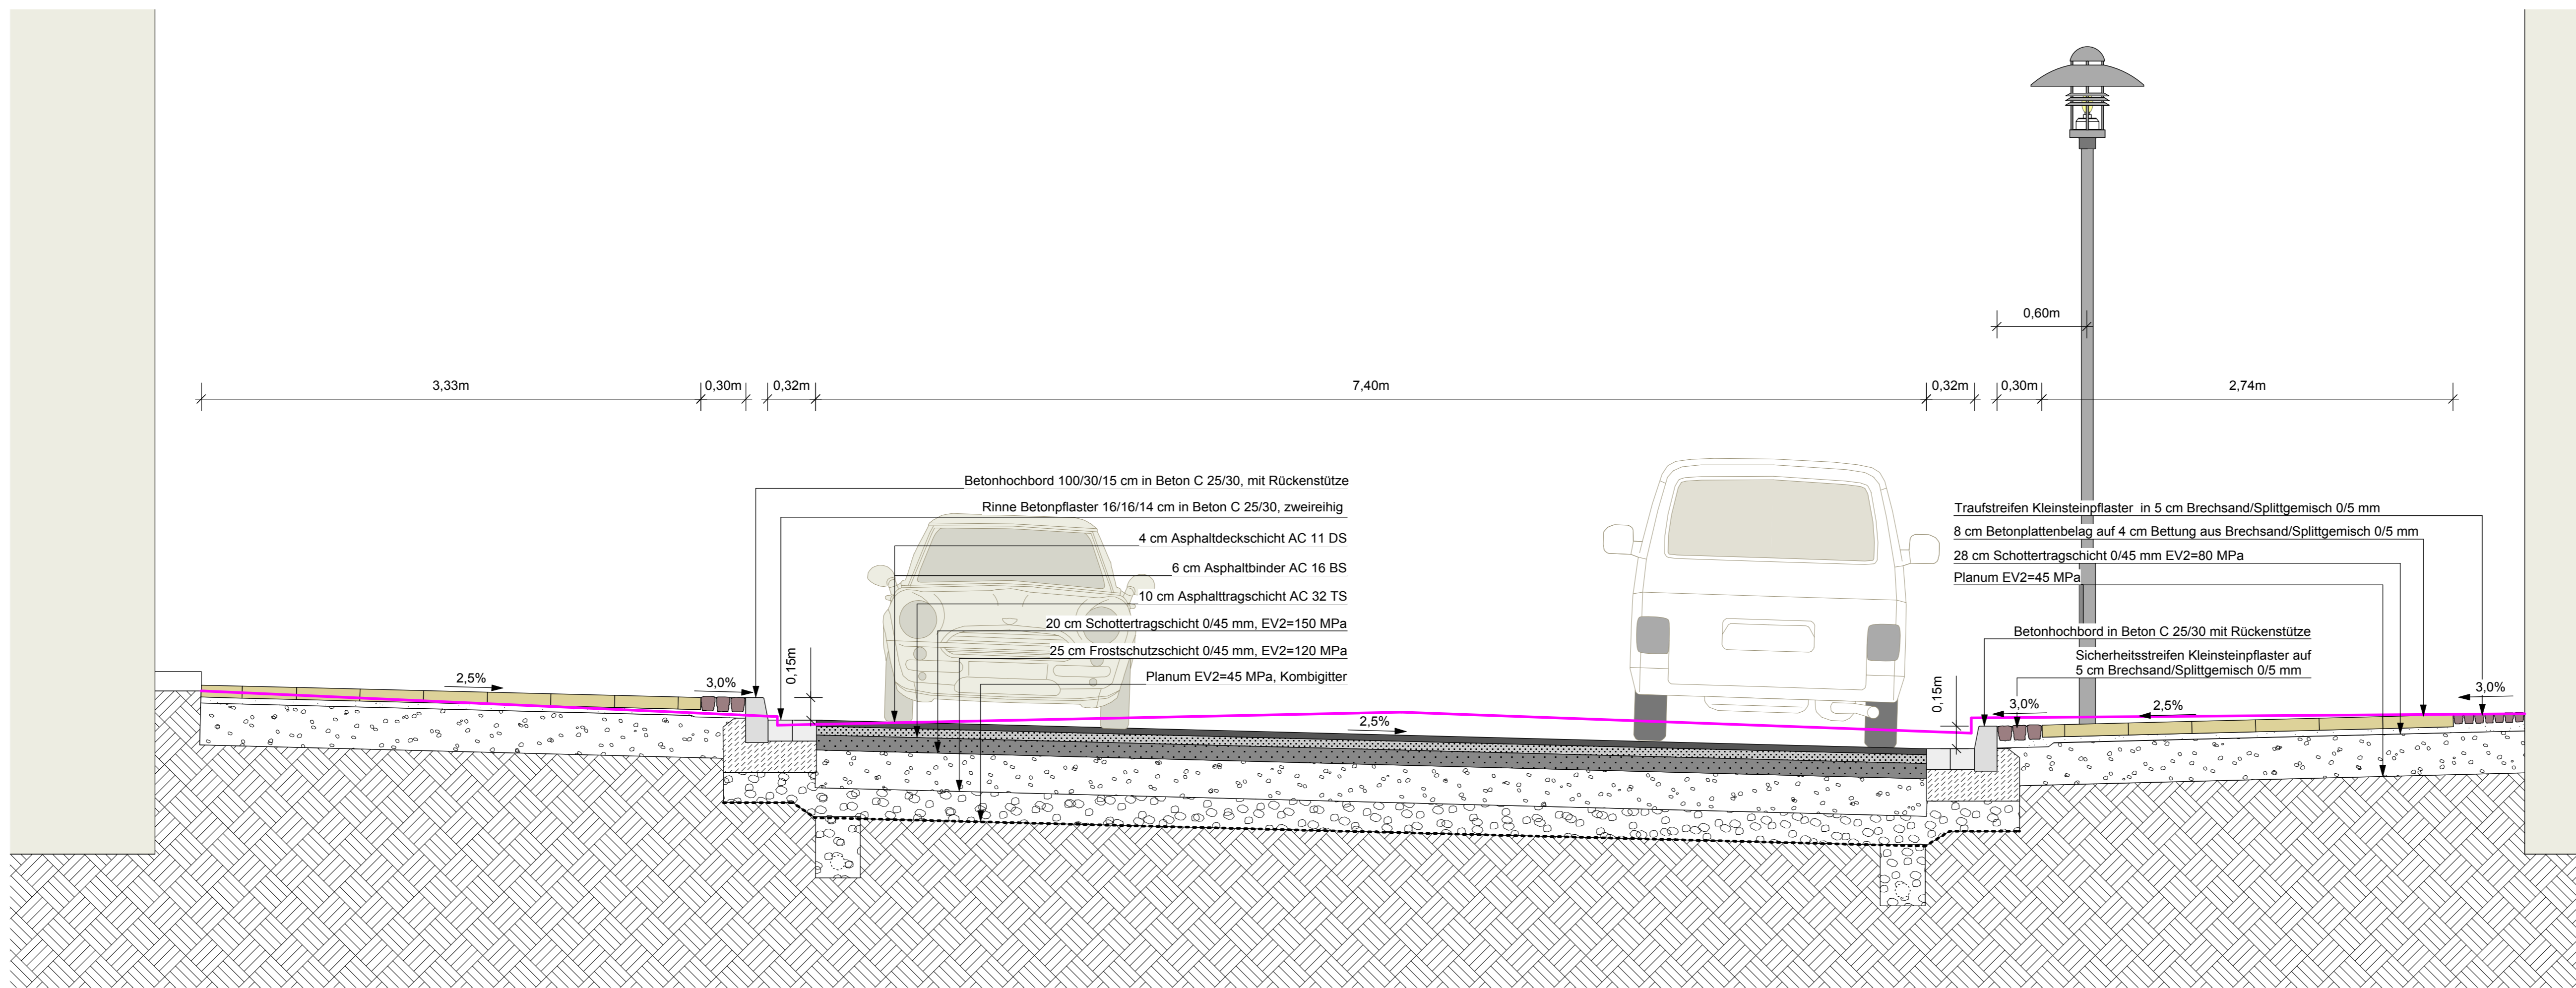 0,60m
3,33m
0,30m
0,32m
7,40m
0,32m
0,30m
2,74m
Betonhochbord 100/30/15 cm in Beton C 25/30, mit Rückenstütze
Rinne Betonpflaster 16/16/14 cm in Beton C 25/30, zweireihig
4 cm Asphaltdeckschicht AC 11 DS
6 cm Asphaltbinder AC 16 BS
10 cm Asphalttragschicht AC 32 TS
20 cm Schottertragschicht 0/45 mm, EV2=150 MPa
25 cm Frostschutzschicht 0/45 mm, EV2=120 MPa
Planum EV2=45 MPa, Kombigitter
Traufstreifen Kleinsteinpflaster in 5 cm Brechsand/Splittgemisch 0/5 mm
8 cm Betonplattenbelag auf 4 cm Bettung aus Brechsand/Splittgemisch 0/5 mm
28 cm Schottertragschicht 0/45 mm EV2=80 MPa
Planum EV2=45 MPa
Betonhochbord in Beton C 25/30 mit Rückenstütze
Sicherheitsstreifen Kleinsteinpflaster auf
5 cm Brechsand/Splittgemisch 0/5 mm
2,5%
3,0%
0,15m
2,5%
0,15m
3,0%
2,5%
3,0%